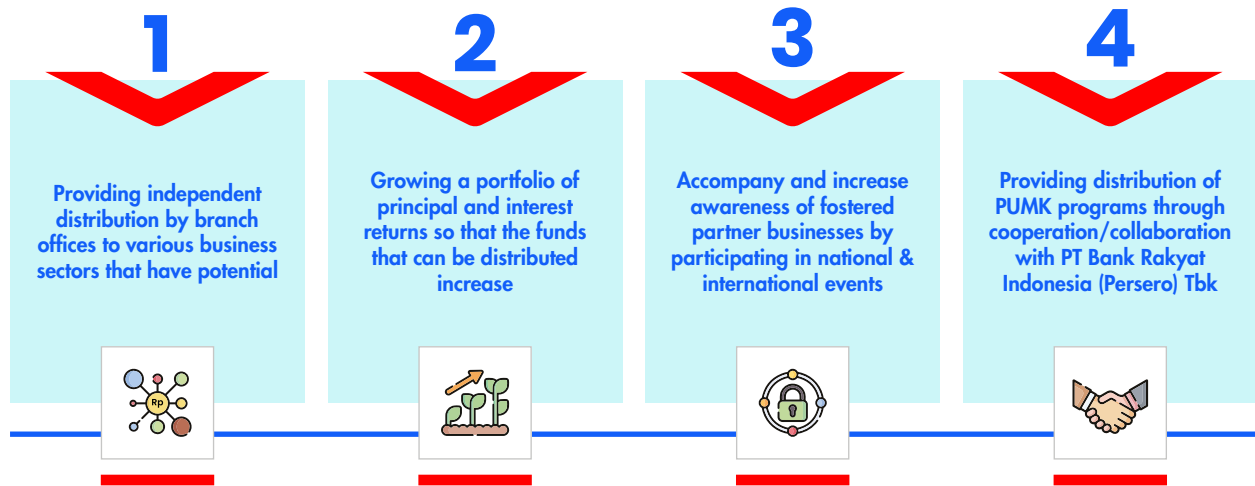 1
Providing independent
distribution by branch
offices to various business
sectors that have potential
Rp
2
Growing a portfolio of
principal and interest
returns so that the funds
that can be distributed
increase
3
Accompany and increase
awareness of fostered
partner businesses by
participating in national &
international events
4
Providing distribution of
PUMK programs through
cooperation/collaboration
with PT Bank Rakyat
Indonesia (Persero) Tbk